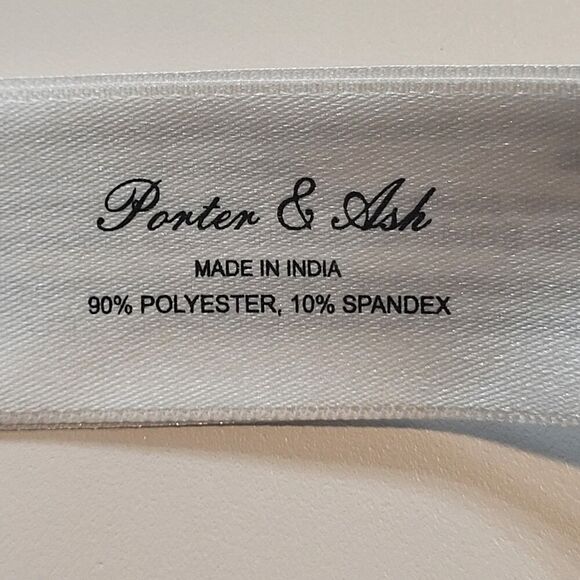 Porter & Ash
MADE IN INDIA
90% POLYESTER, 10% SPANDEX